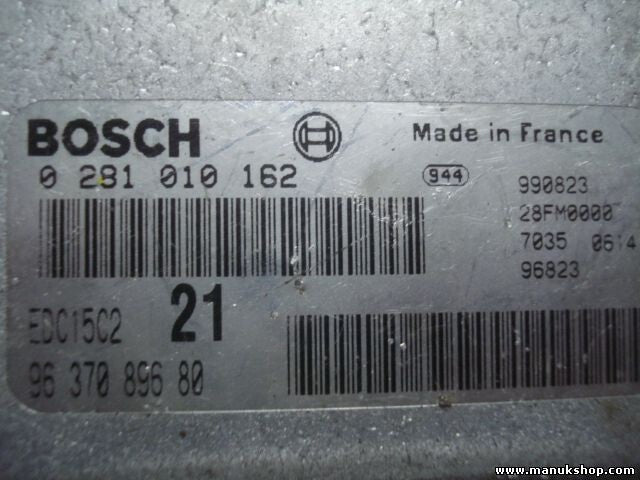 BOSCH
Made in France
0 281 010 162
944
990823
28FM0000
7035 0614
96823
EDC15C2
21
96 370 896 80
www.manukshop.com